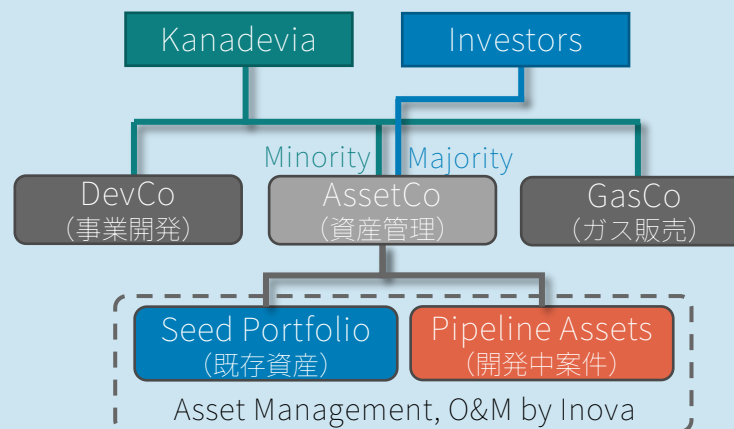 Kanadevia
Investors
Minority
Majority
DevCo
（事業開発）
AssetCo
（資産管理）
GasCo
（ガス販売）
Seed Portfolio
（既存資産）
Pipeline Assets
（開発中案件）
Asset Management, O&M by Inova